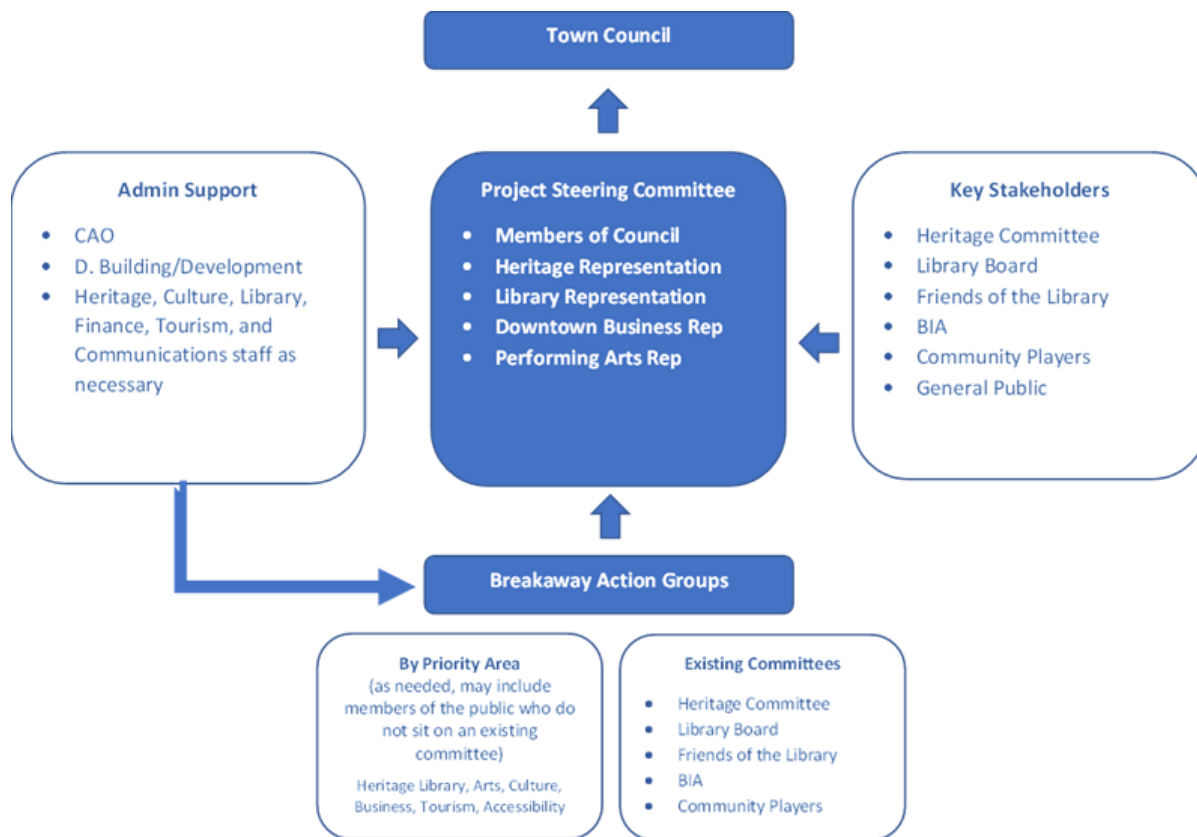 Town Council
Admin Support
• CAO
• D. Building/Development
• Heritage, Culture, Library,
Finance, Tourism, and
Communications staff as
necessary
Project Steering Committee
• Members of Council
• Heritage Representation
• Library Representation
• Downtown Business Rep
• Performing Arts Rep
Key Stakeholders
• Heritage Committee
• Library Board
• Friends of the Library
• BIA
• Community Players
• General Public
Breakaway Action Groups
By Priority Area
(as needed, may include
members of the public who do
not sit on an existing
committee)
Heritage Library, Arts, Culture,
Business, Tourism, Accessibility
Existing Committees
• Heritage Committee
• Library Board
• Friends of the Library
• BIA
• Community Players